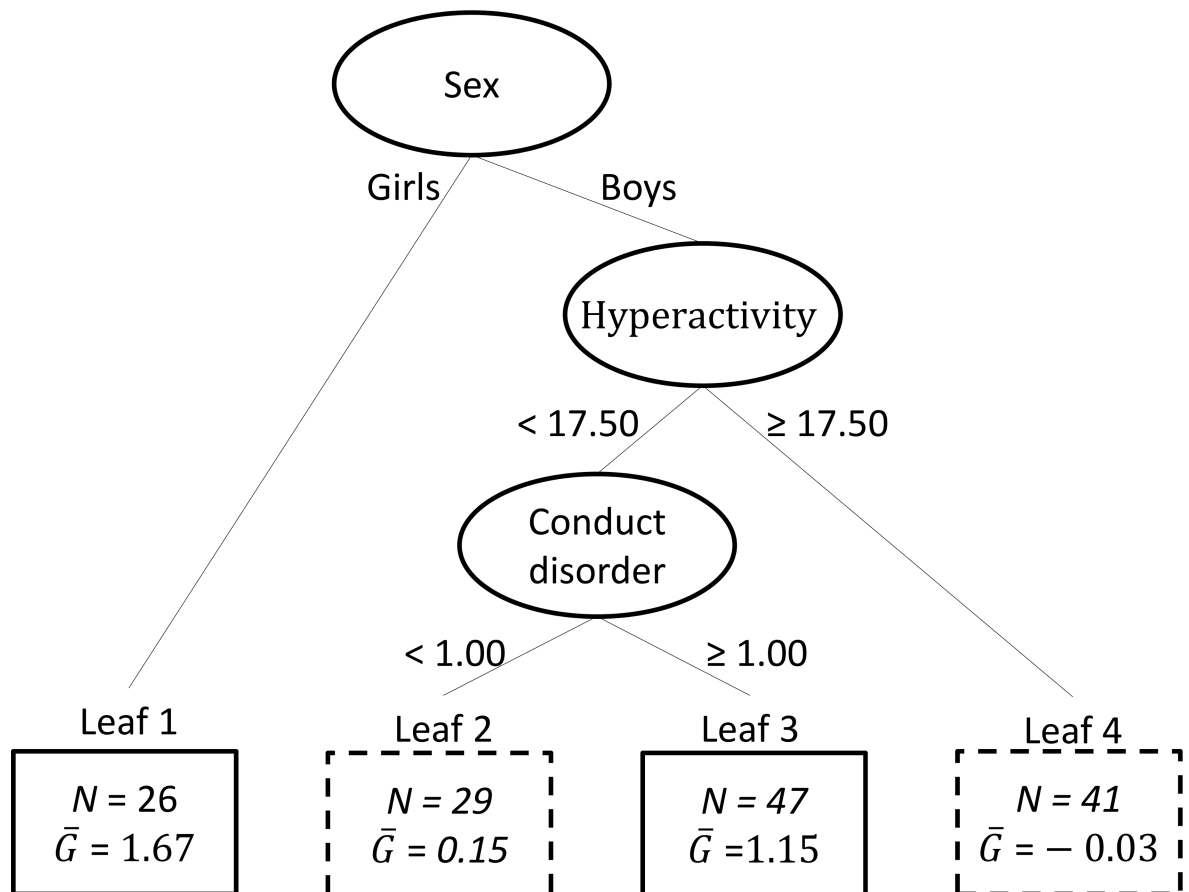 Sex
Girls
Boys
Hyperactivity
< 17.50
≥ 17.50
Conduct
disorder
< 1.00
≥ 1.00
Leaf 1
Leaf 2
Leaf 3
Leaf 4
N = 26
Ḡ = 1.67
N = 29
Ḡ = 0.15
N = 47
Ḡ =1.15
N = 41
Ḡ = − 0.03